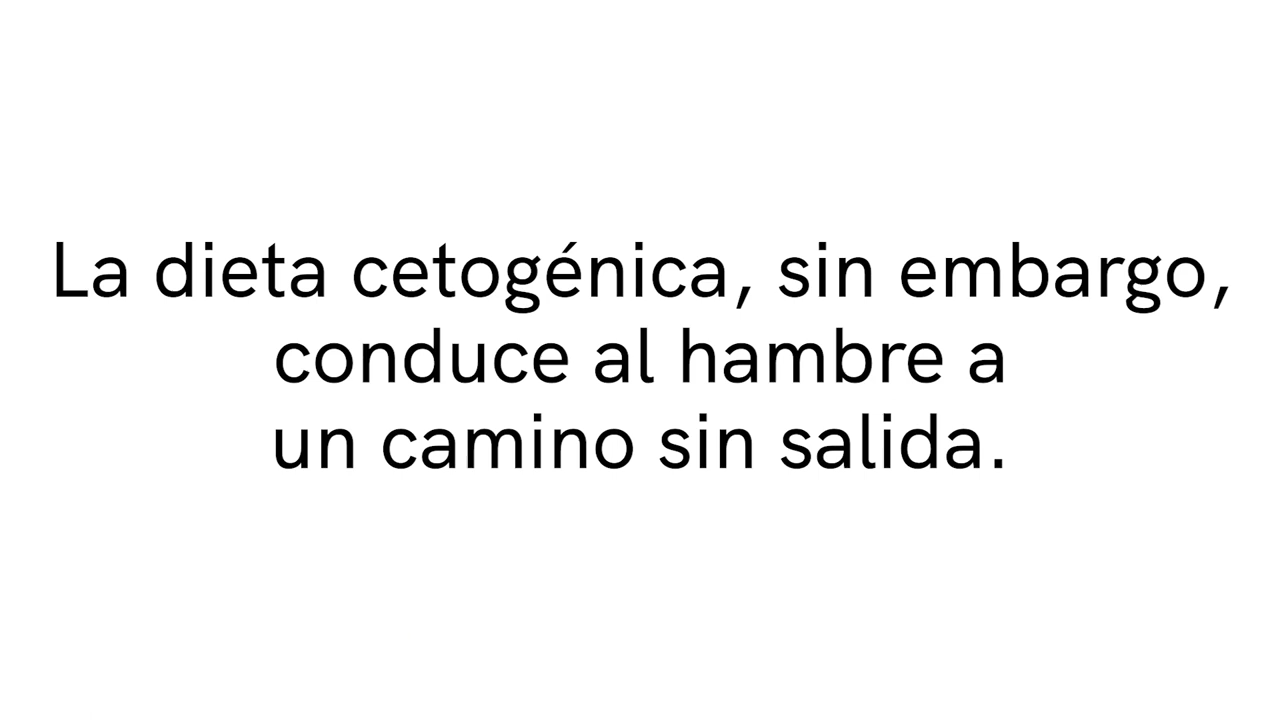 La dieta cetogénica, sin embargo,
conduce al hambre a
un camino sin salida.